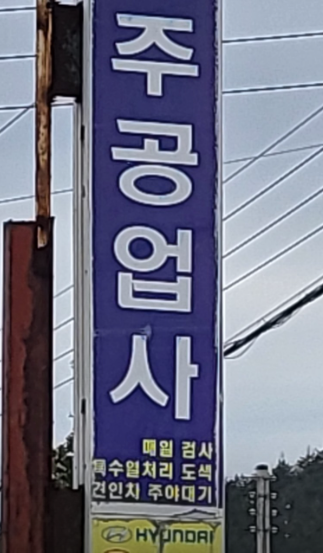 주
공
업
사
매일 검사
특수열처리 도색
견인차 주야대기
HYUNDAI